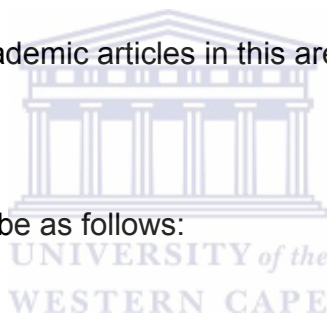 ademic articles in this are
be as follows:
UNIVERSITY of the
WESTERN CAPE